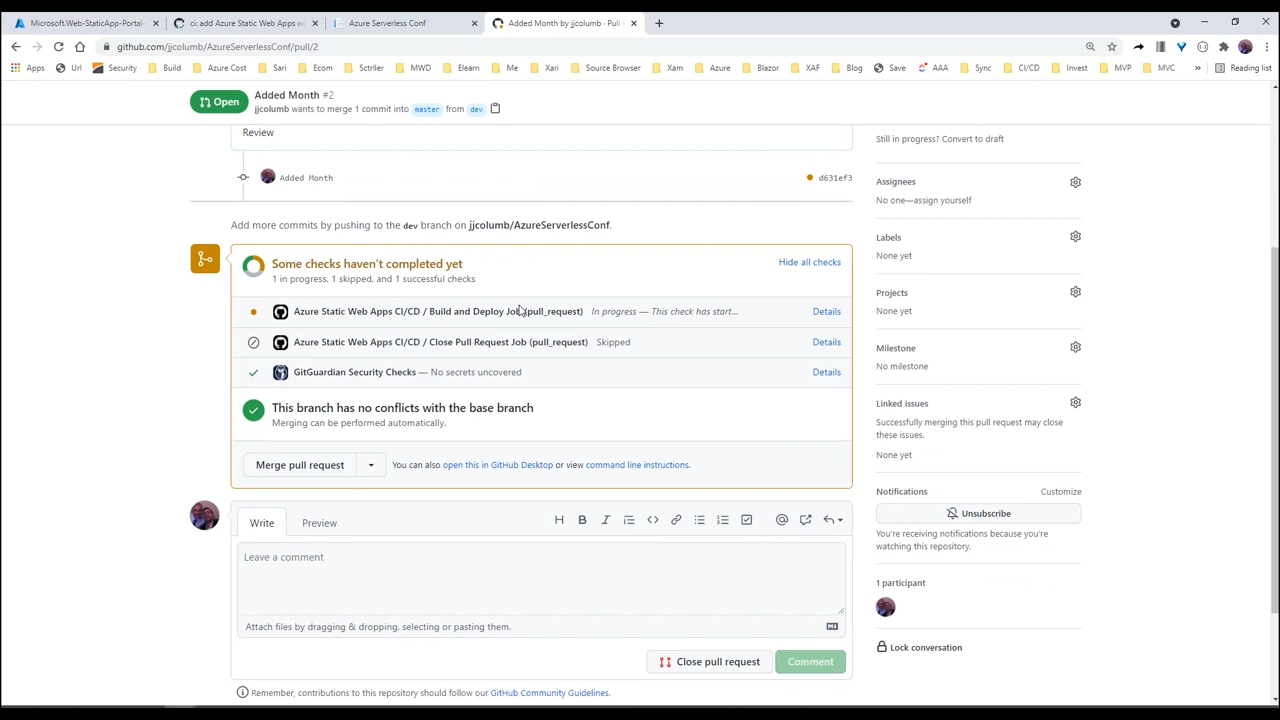 Microsoft.Web-StaticApp-Portal-
ci: add Azure Static Web Apps wo
Azure Serverless Conf
Added Month by jjcolumb · Pull
github.com/jjcolumb/AzureServerlessConf/pull/2
Apps
Url
Security
Build
Azure Cost
Sari
Ecom
Sctrller
MWD
Elearn
Me
Xari
Source Browser
Xam
Azure
Blazor
XAF
Blog
Save
AAA
Sync
CI/CD
Invest
MVP
MVC
»
Reading list
Open
Added Month #2
jjcolumb wants to merge 1 commit into master from dev
Review
Added Month
d631ef3
Add more commits by pushing to the dev branch on jjcolumb/AzureServerlessConf.
Some checks haven't completed yet
1 in progress, 1 skipped, and 1 successful checks
Hide all checks
Azure Static Web Apps CI/CD / Build and Deploy Job (pull_request) In progress — This check has start...
Details
Azure Static Web Apps CI/CD / Close Pull Request Job (pull_request) Skipped
Details
GitGuardian Security Checks — No secrets uncovered
Details
This branch has no conflicts with the base branch
Merging can be performed automatically.
Merge pull request
You can also open this in GitHub Desktop or view command line instructions.
Write
Preview
Leave a comment
Attach files by dragging & dropping, selecting or pasting them.
Close pull request
Comment
Remember, contributions to this repository should follow our GitHub Community Guidelines.
Still in progress? Convert to draft
Assignees
No one—assign yourself
Labels
None yet
Projects
None yet
Milestone
No milestone
Linked issues
Successfully merging this pull request may close
these issues.
None yet
Notifications
Customize
Unsubscribe
You're receiving notifications because you're
watching this repository.
1 participant
Lock conversation